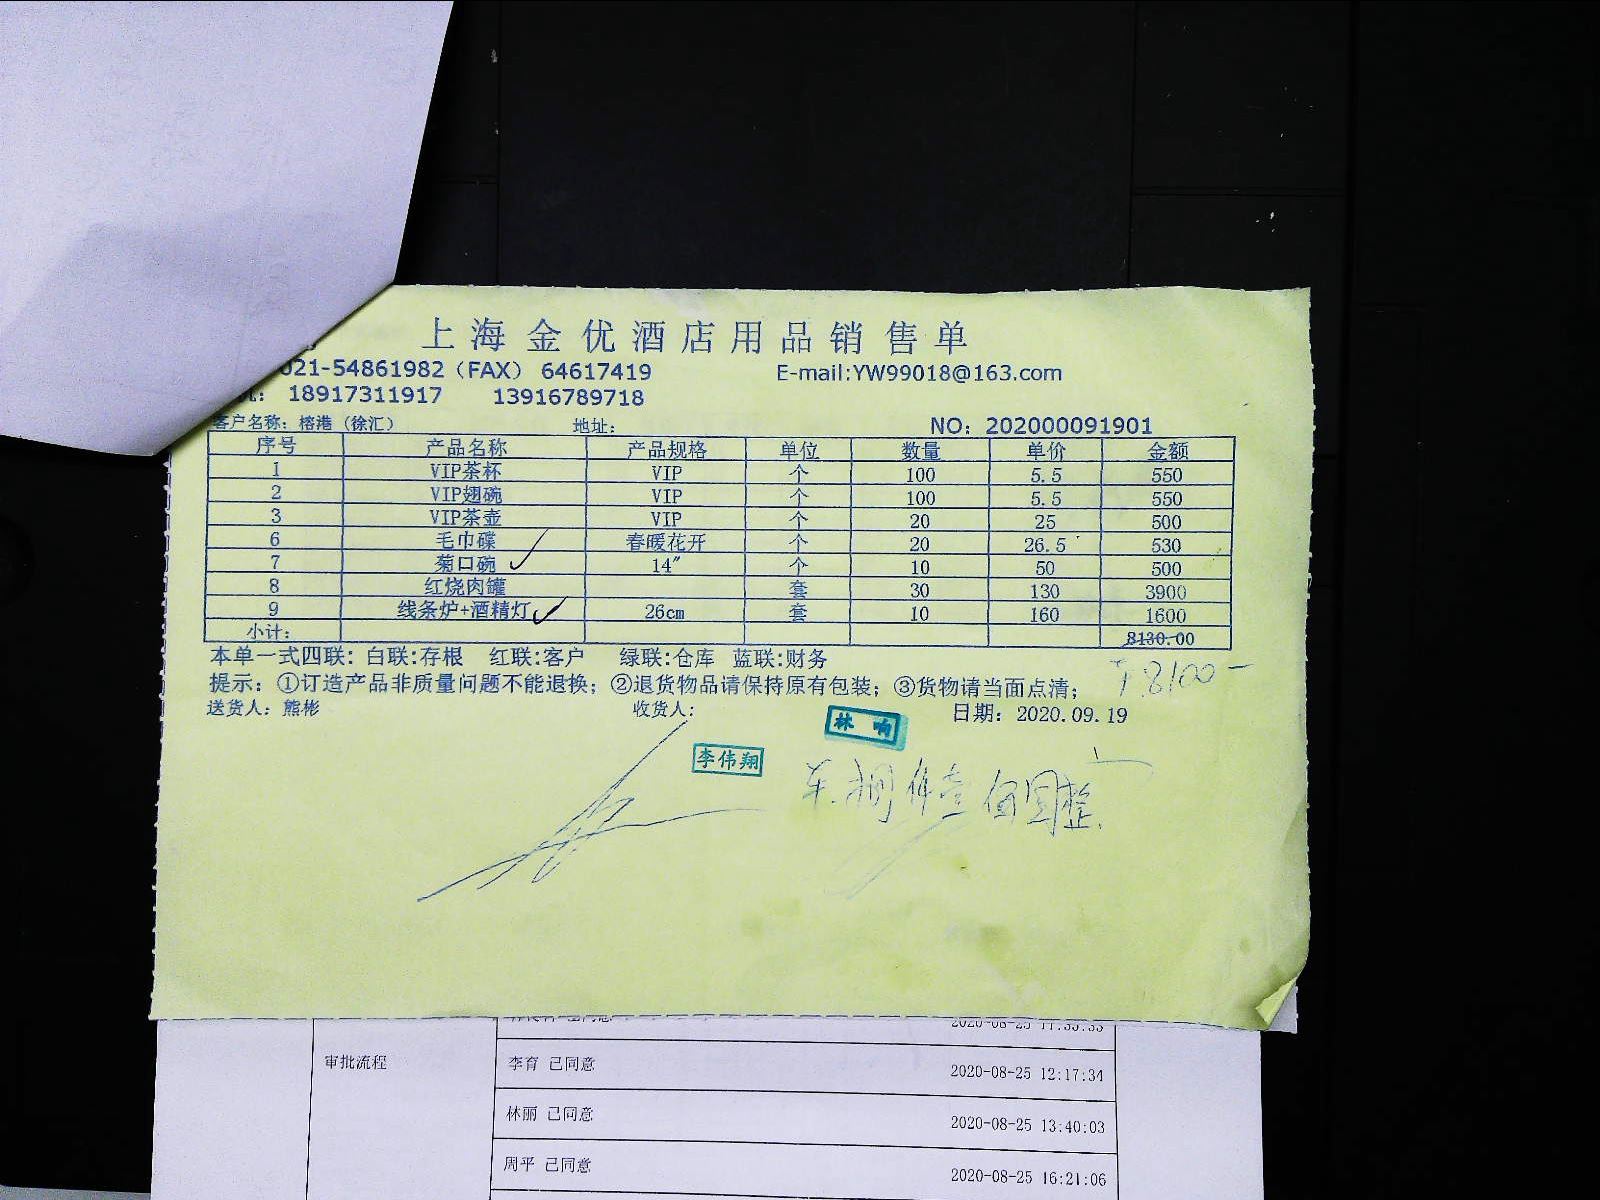 上海金优酒店用品销售单
021-54861982（FAX） 64617419 E-mail:YW99018@163.com
18917311917 13916789718
客户名称：榕港（徐汇） 地址： NO：202000091901
序号 产品名称 产品规格 单位 数量 单价 金额
1 VIP茶杯 VIP 个 100 5.5 550
2 VIP翅碗 VIP 个 100 5.5 550
3 VIP茶壶 VIP 个 20 25 500
6 毛巾碟 春暖花开 个 20 26.5 530
7 菊口碗 14" 个 10 50 500
8 红烧肉罐 套 30 130 3900
9 线条炉+酒精灯 26cm 套 10 160 1600
小计： 8130.00
本单一式四联：白联:存根 红联:客户 绿联:仓库 蓝联:财务
¥8100-
提示：①订造产品非质量问题不能退换；②退货物品请保持原有包装；③货物请当面点清；
送货人：熊彬 收货人： 日期：2020.09.19
林响
李伟翔
2020-08-25 11:35:33
审批流程 李育 已同意 2020-08-25 12:17:34
林丽 已同意 2020-08-25 13:40:03
周平 已同意 2020-08-25 16:21:06